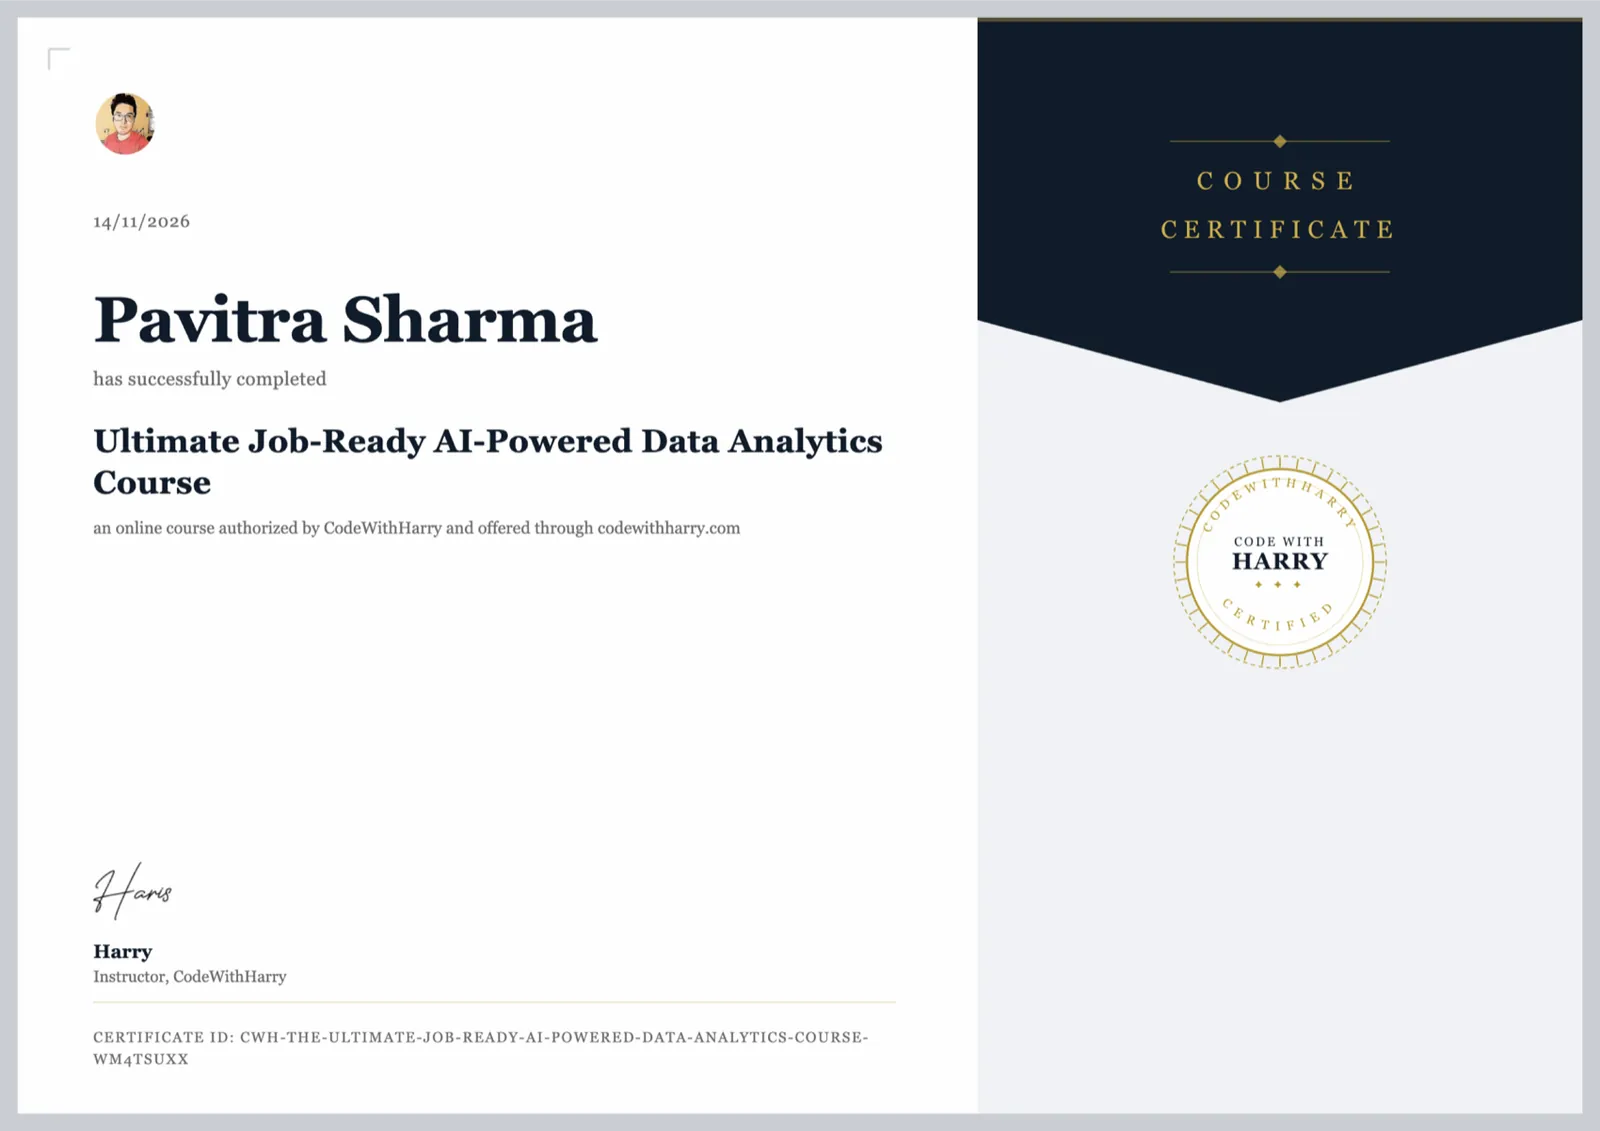 14/11/2026
Pavitra Sharma
has successfully completed
Ultimate Job-Ready AI-Powered Data Analytics
Course
an online course authorized by CodeWithHarry and offered through codewithharry.com
Haris
Harry
Instructor, CodeWithHarry
CERTIFICATE ID: CWH-THE-ULTIMATE-JOB-READY-AI-POWERED-DATA-ANALYTICS-COURSE-
WM4TSUXX
COURSE
CERTIFICATE
CODEWITHHARRY
CODE WITH
HARRY
CERTIFIED